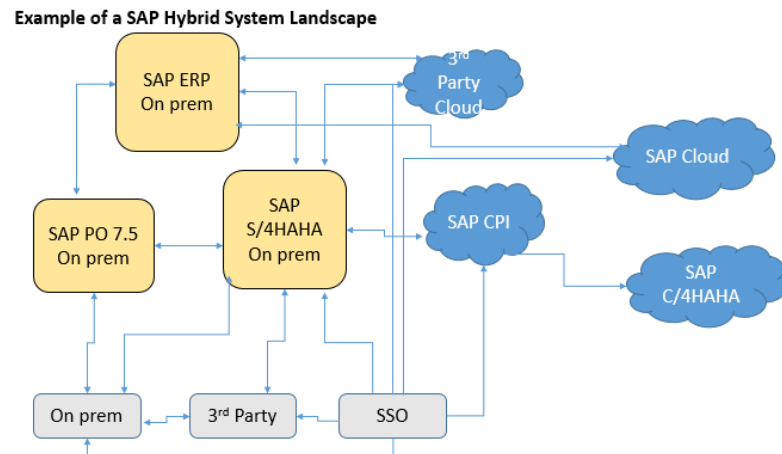 Example of a SAP Hybrid System Landscape
SAP ERP
On prem
3rd
Party
Cloud
SAP Cloud
SAP PO 7.5
On prem
SAP
S/4HAHA
On prem
SAP CPI
SAP
C/4HAHA
On prem
3rd Party
SSO